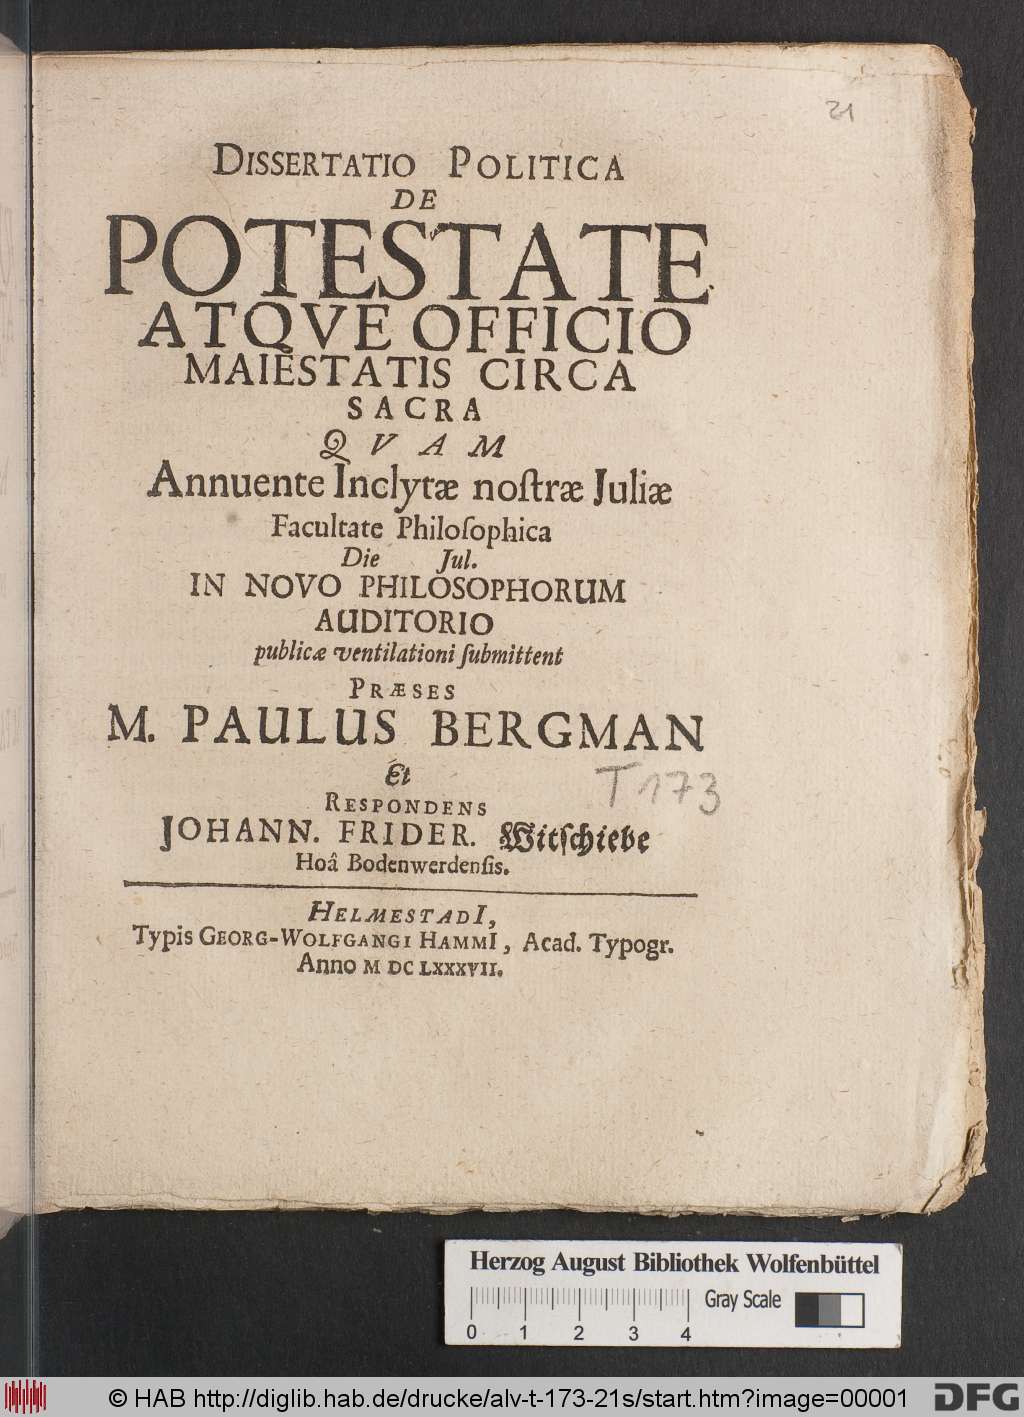 21
DISSERTATIO POLITICA
DE
POTESTATE
ATQVE OFFICIO
MAIESTATIS CIRCA
SACRA
QVAM
Annuente Inclytæ noſtræ Juliæ
Facultate Philoſophica
Die Jul.
IN NOVO PHILOSOPHORUM
AUDITORIO
publicæ ventilationi ſubmittent
PRÆSES
M. PAULUS BERGMAN
Et
T 173
RESPONDENS
JOHANN. FRIDER. Witſchiebe
Hoâ Bodenwerdenſis.
HELMESTADI,
Typis GEORG-WOLFGANGI HAMMI, Acad. Typogr.
Anno M DC LXXXVII.
Herzog August Bibliothek Wolfenbüttel
Gray Scale
0 1 2 3 4
© HAB http://diglib.hab.de/drucke/alv-t-173-21s/start.htm?image=00001
DFG